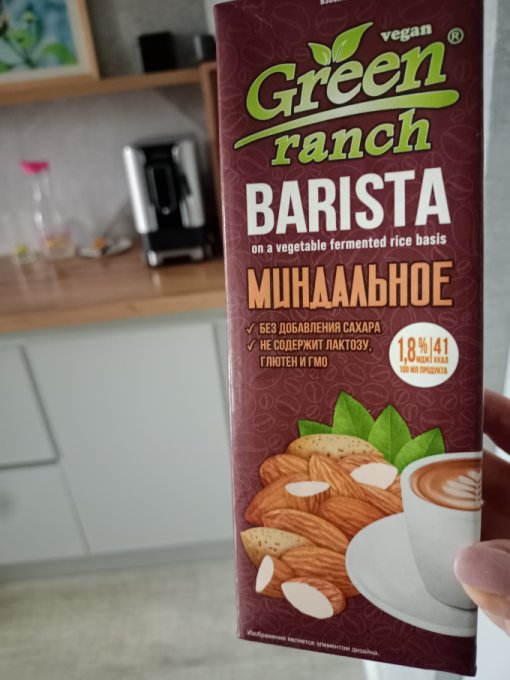 vegan
Green®
ranch
BARISTA
on a vegetable fermented rice basis
МИНДАЛЬНОЕ
✓ БЕЗ ДОБАВЛЕНИЯ САХАРА
✓ НЕ СОДЕРЖИТ ЛАКТОЗУ,
ГЛЮТЕН И ГМО
1,8% | 41
МДЖ ККАЛ
100 МЛ ПРОДУКТА
Изображение является элементом дизайна.